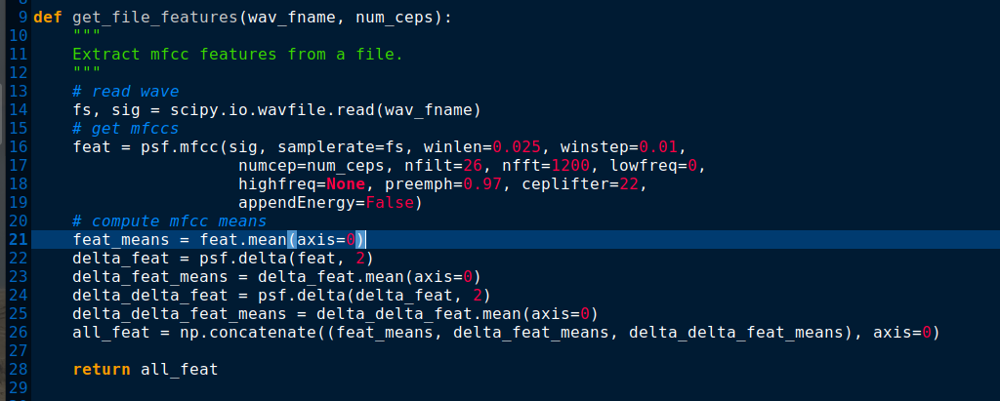 9 def get_file_features(wav_fname, num_ceps):
10     """
11     Extract mfcc features from a file.
12     """
13     # read wave
14     fs, sig = scipy.io.wavfile.read(wav_fname)
15     # get mfccs
16     feat = psf.mfcc(sig, samplerate=fs, winlen=0.025, winstep=0.01,
17                      numcep=num_ceps, nfilt=26, nfft=1200, lowfreq=0,
18                      highfreq=None, preemph=0.97, ceplifter=22,
19                      appendEnergy=False)
20     # compute mfcc means
21     feat_means = feat.mean(axis=0)
22     delta_feat = psf.delta(feat, 2)
23     delta_feat_means = delta_feat.mean(axis=0)
24     delta_delta_feat = psf.delta(delta_feat, 2)
25     delta_delta_feat_means = delta_delta_feat.mean(axis=0)
26     all_feat = np.concatenate((feat_means, delta_feat_means, delta_delta_feat_means), axis=0)
27
28     return all_feat
29